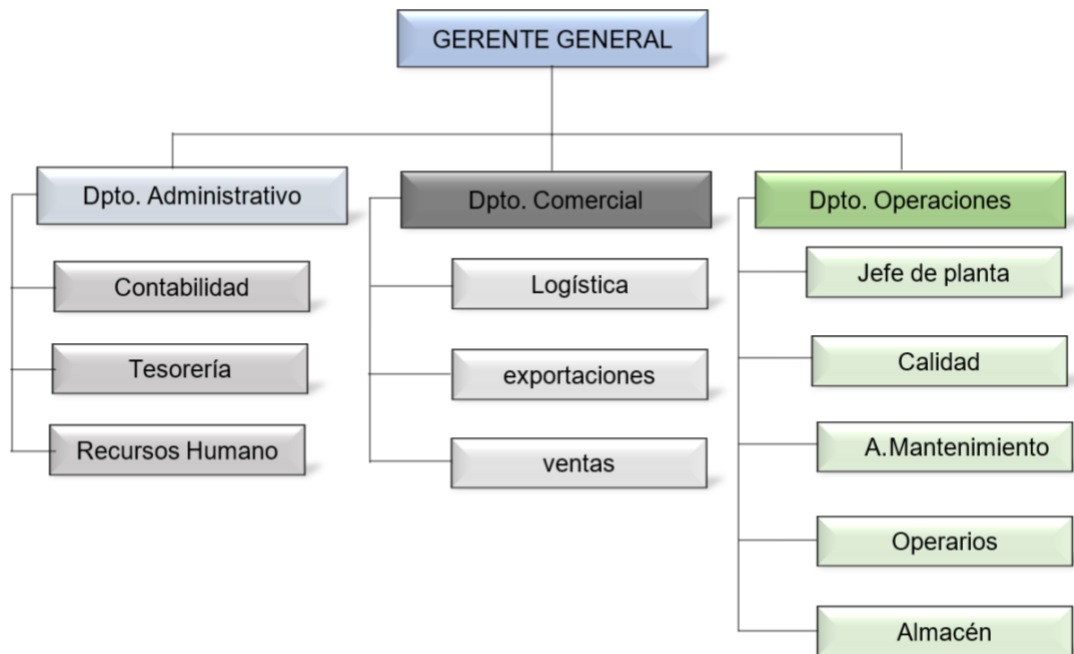 GERENTE GENERAL
Dpto. Administrativo
Contabilidad
Tesorería
Recursos Humano
Dpto. Comercial
Logística
exportaciones
ventas
Dpto. Operaciones
Jefe de planta
Calidad
A.Mantenimiento
Operarios
Almacén